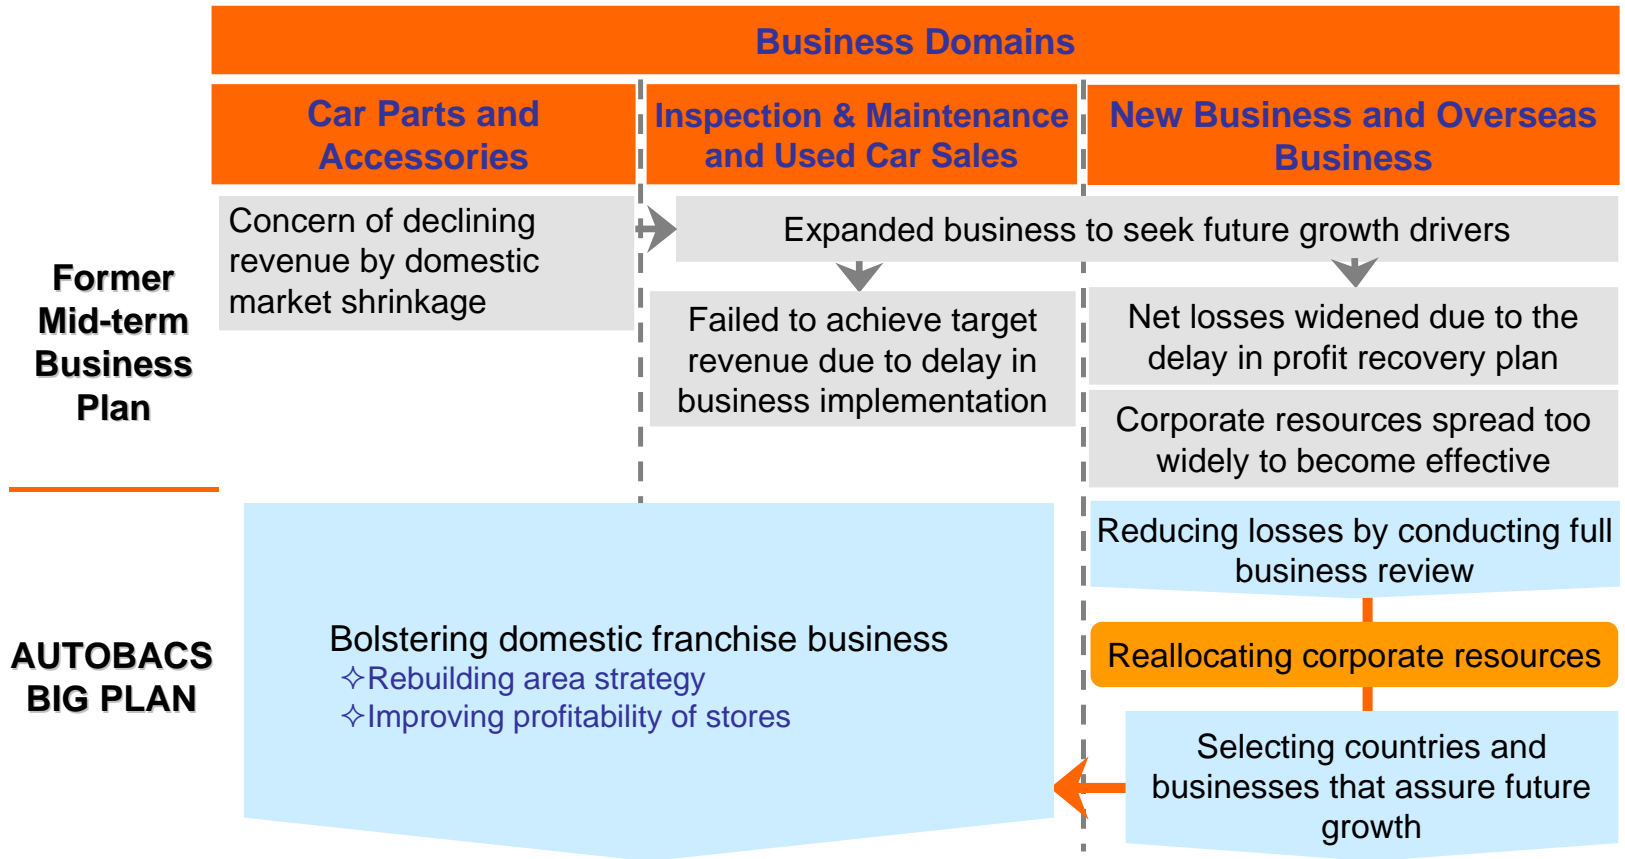 Business Domains
Car Parts and
Accessories
Inspection & Maintenance
and Used Car Sales
New Business and Overseas
Business
Former
Mid-term
Business
Plan
Concern of declining
revenue by domestic
market shrinkage
Expanded business to seek future growth drivers
Failed to achieve target
revenue due to delay in
business implementation
Net losses widened due to the
delay in profit recovery plan
Corporate resources spread too
widely to become effective
AUTOBACS
BIG PLAN
Bolstering domestic franchise business
✧Rebuilding area strategy
✧Improving profitability of stores
Reducing losses by conducting full
business review
Reallocating corporate resources
Selecting countries and
businesses that assure future
growth